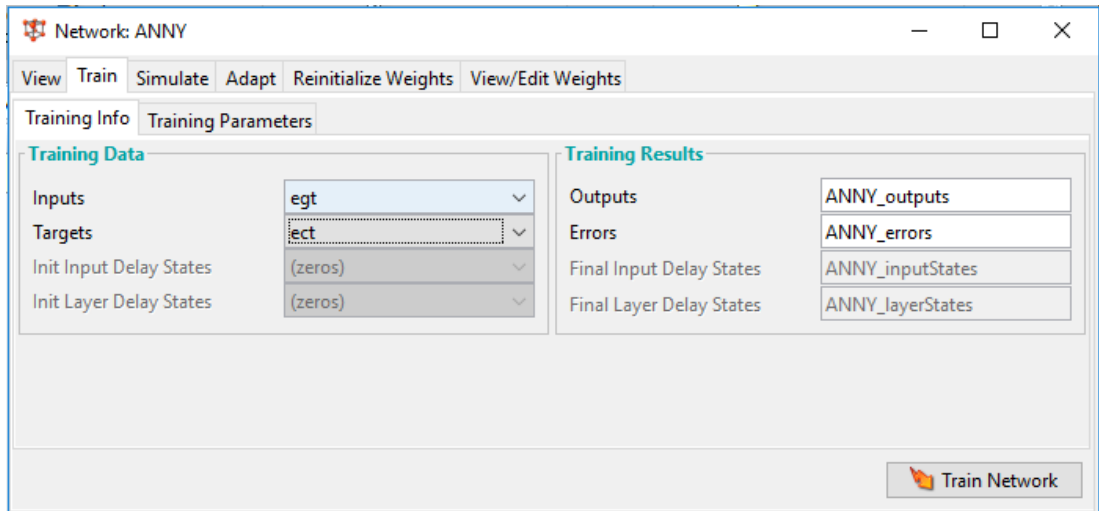 Network: ANNY
View Train Simulate Adapt Reinitialize Weights View/Edit Weights
Training Info Training Parameters
Training Data
Inputs egt
Targets ect
Init Input Delay States (zeros)
Init Layer Delay States (zeros)
Training Results
Outputs ANNY_outputs
Errors ANNY_errors
Final Input Delay States ANNY_inputStates
Final Layer Delay States ANNY_layerStates
Train Network